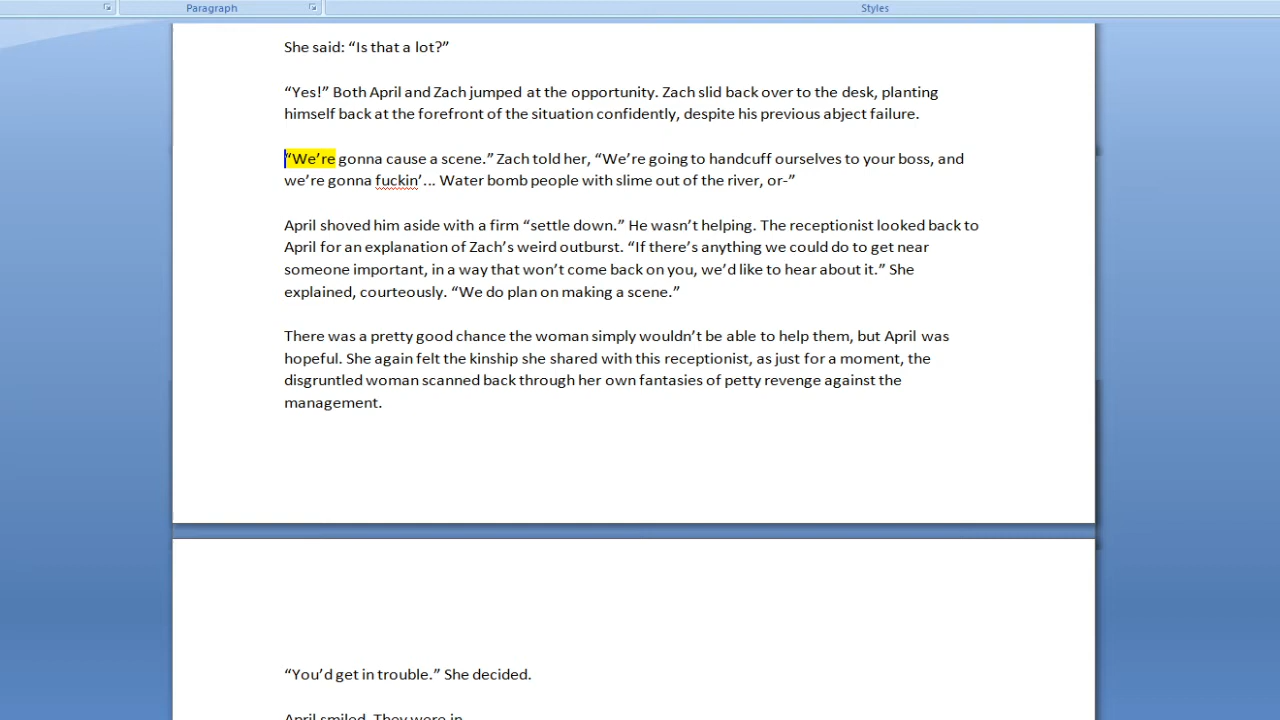 Paragraph
Styles
She said: “Is that a lot?”
“Yes!” Both April and Zach jumped at the opportunity. Zach slid back over to the desk, planting
himself back at the forefront of the situation confidently, despite his previous abject failure.
“We’re gonna cause a scene.” Zach told her, “We’re going to handcuff ourselves to your boss, and
we’re gonna fuckin’... Water bomb people with slime out of the river, or-”
April shoved him aside with a firm “settle down.” He wasn’t helping. The receptionist looked back to
April for an explanation of Zach’s weird outburst. “If there’s anything we could do to get near
someone important, in a way that won’t come back on you, we’d like to hear about it.” She
explained, courteously. “We do plan on making a scene.”
There was a pretty good chance the woman simply wouldn’t be able to help them, but April was
hopeful. She again felt the kinship she shared with this receptionist, as just for a moment, the
disgruntled woman scanned back through her own fantasies of petty revenge against the
management.
“You’d get in trouble.” She decided.
April smiled. They were in.